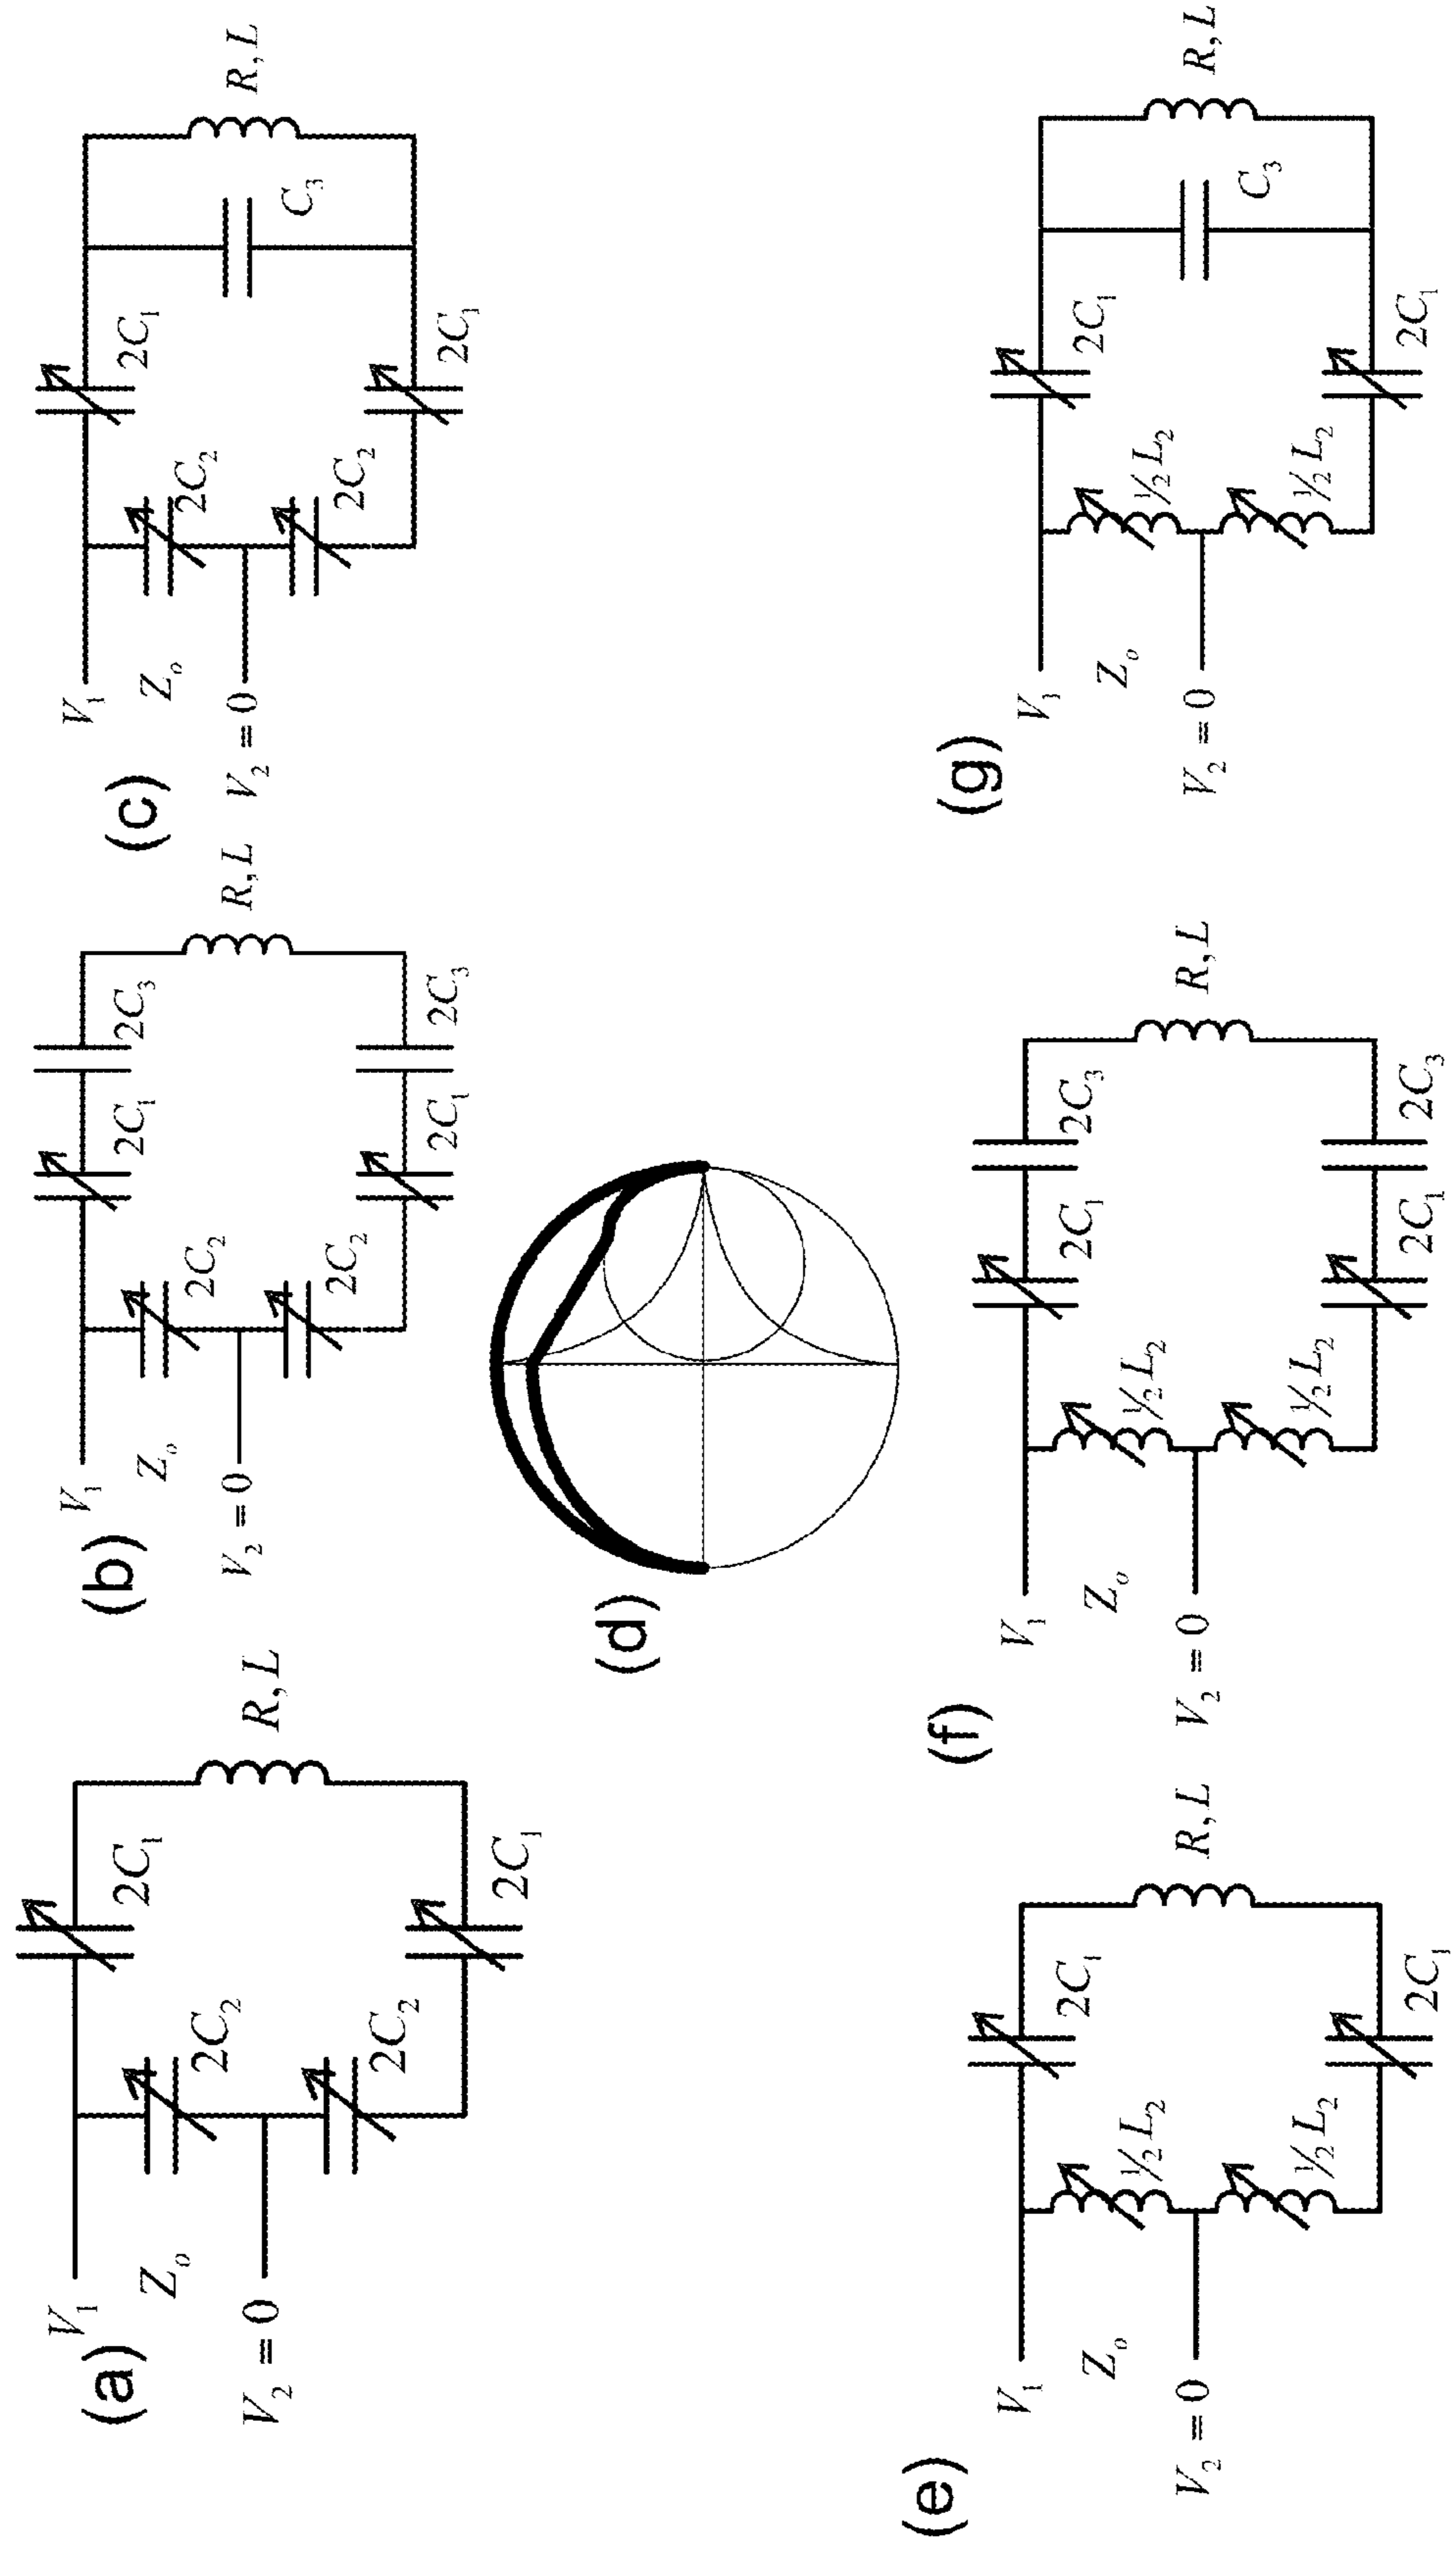 (a)
V₁
Zₒ
V₂ = 0
2C₁
2C₂
2C₂
2C₁
R, L
(b)
V₁
Zₒ
V₂ = 0
2C₁
2C₃
2C₂
2C₂
2C₁
2C₃
R, L
(c)
V₁
Zₒ
V₂ = 0
2C₁
2C₂
2C₂
2C₁
C₃
R, L
(d)
(e)
V₁
Zₒ
V₂ = 0
2C₁
½L₂
½L₂
2C₁
R, L
(f)
V₁
Zₒ
V₂ = 0
2C₁
2C₃
½L₂
½L₂
2C₁
2C₃
R, L
(g)
V₁
Zₒ
V₂ = 0
2C₁
½L₂
½L₂
2C₁
C₃
R, L